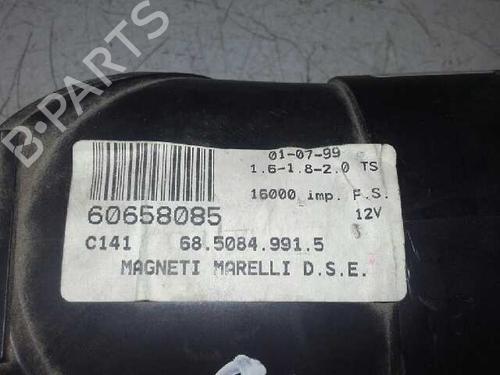 B-PARTS
01-07-99
1.6-1.8-2.0 TS
16000 imp. F.S.
60658085
12V
C141 68.5084.991.5
MAGNETI MARELLI D.S.E.